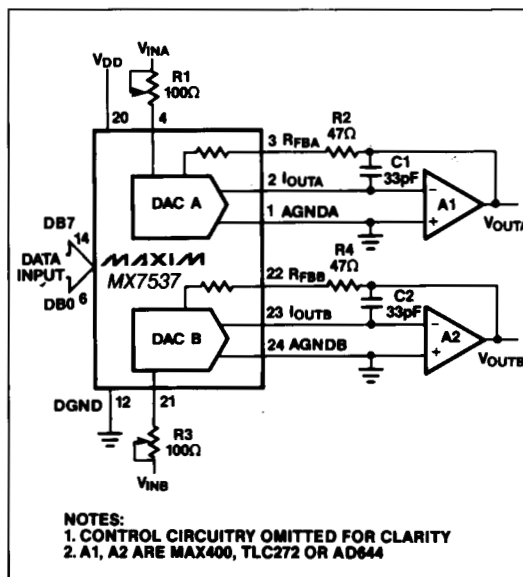 VINA
VDD
R1
100Ω
20
4
3 RFBA
R2
47Ω
C1
33pF
2 IOUTA
DAC A
1 AGNDA
−
+
A1
VOUTA
DB7
14
DATA
INPUT
DB0
6
MAXIM
MX7537
22 RFBB
R4
47Ω
C2
33pF
23 IOUTB
DAC B
24 AGNDB
−
+
A2
VOUTB
DGND
12
21
R3
100Ω
VINB
NOTES:
1. CONTROL CIRCUITRY OMITTED FOR CLARITY
2. A1, A2 ARE MAX400, TLC272 OR AD644